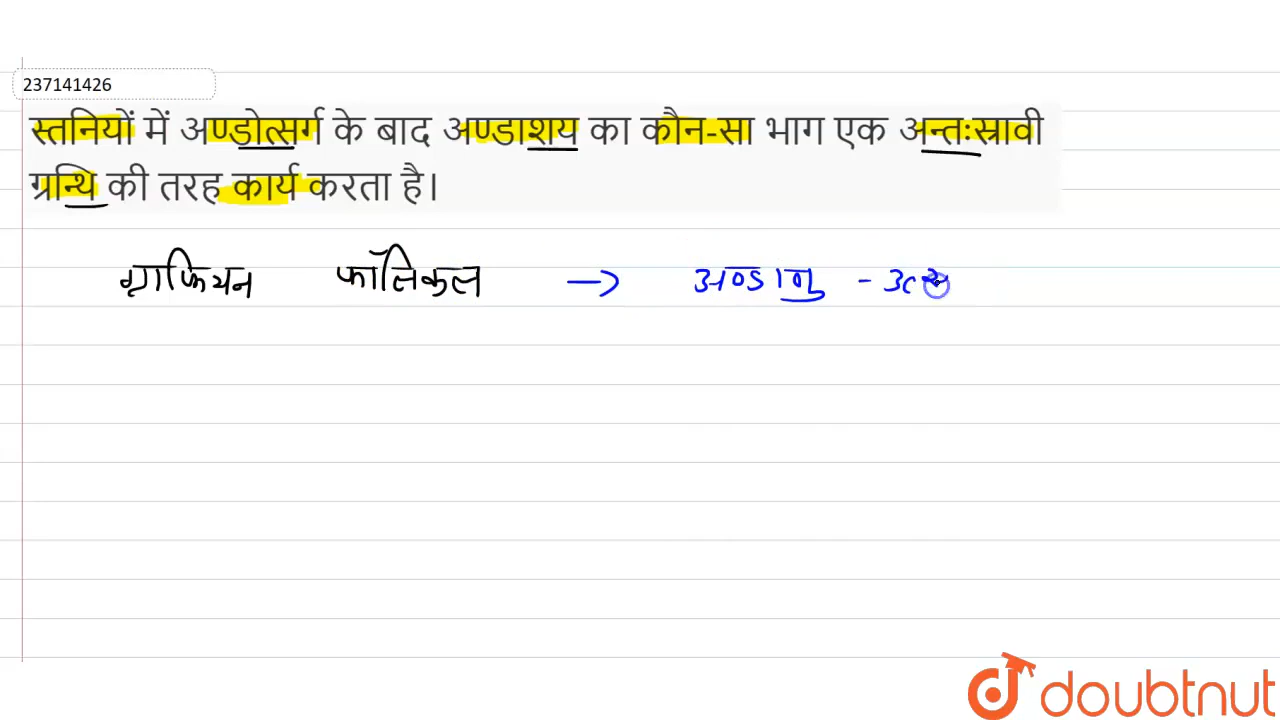 237141426
स्तनियों में अण्डोत्सर्ग के बाद अण्डाशय का कौन-सा भाग एक अन्तःस्रावी
ग्रन्थि की तरह कार्य करता है।
ग्राफियन फॉलिकल → अण्डाणु -
doubtnut